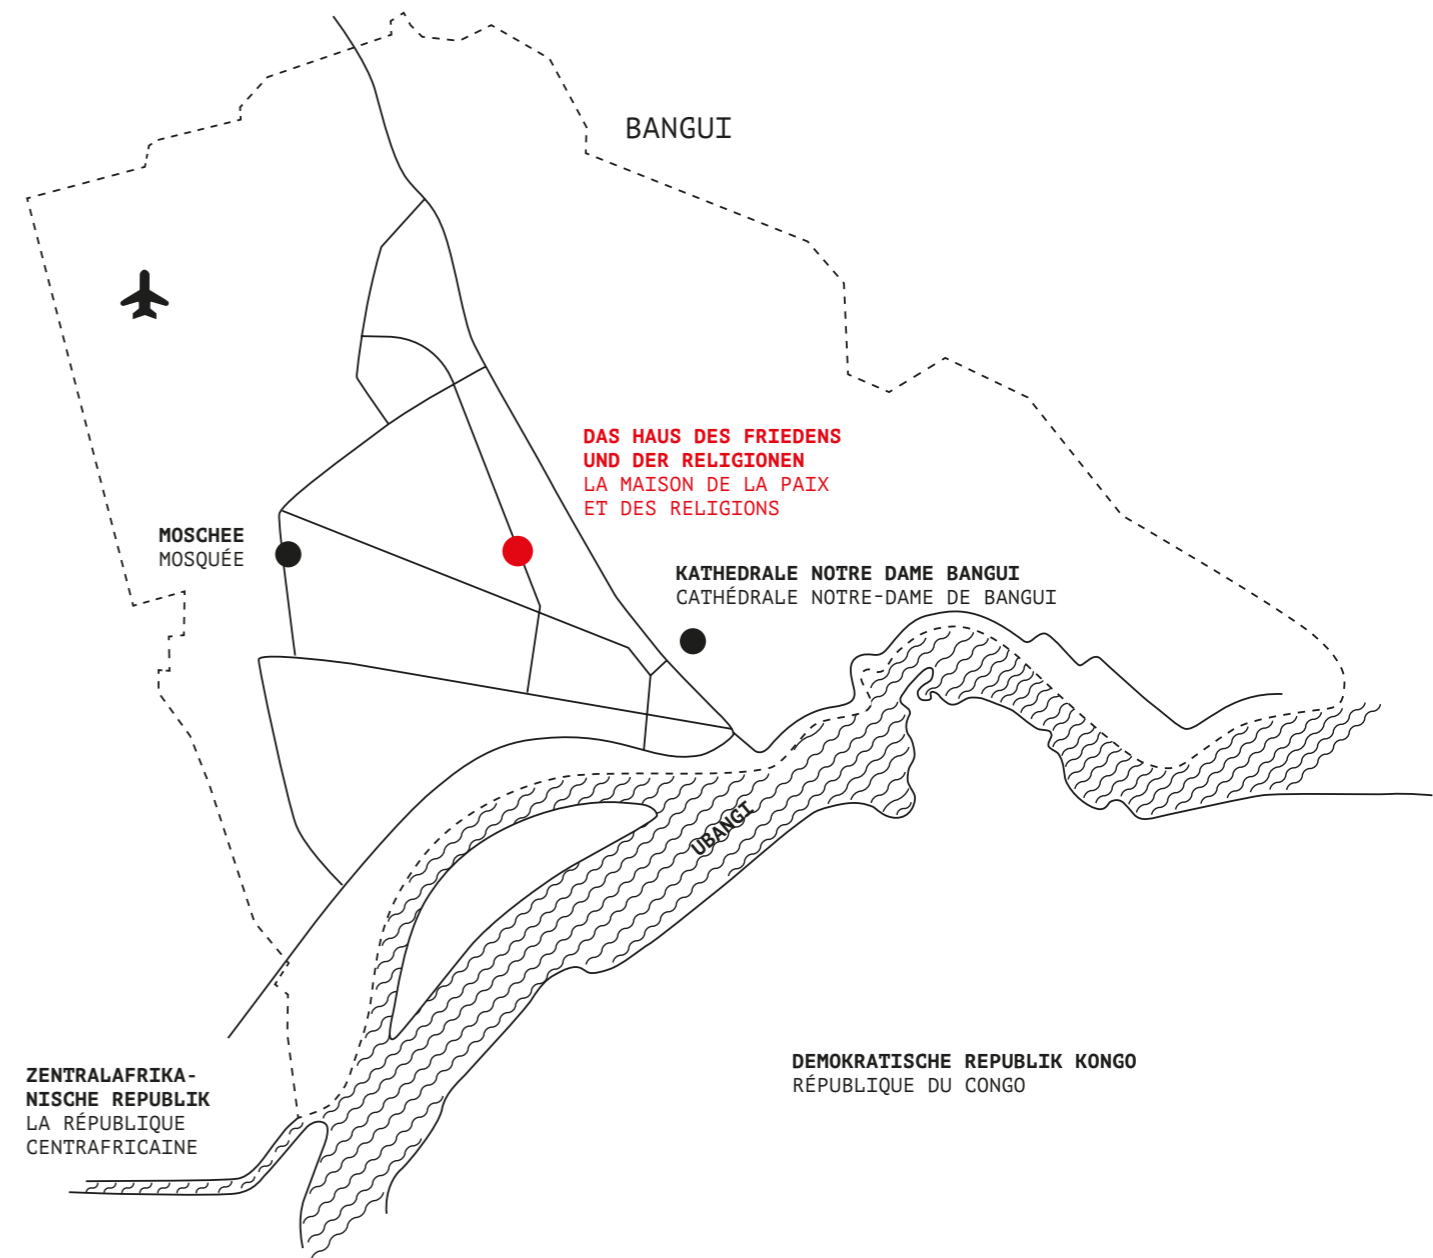 BANGUI
DAS HAUS DES FRIEDENS
UND DER RELIGIONEN
LA MAISON DE LA PAIX
ET DES RELIGIONS
MOSCHEE
MOSQUÉE
KATHEDRALE NOTRE DAME BANGUI
CATHÉDRALE NOTRE-DAME DE BANGUI
UBANGI
ZENTRALAFRIKA-
NISCHE REPUBLIK
LA RÉPUBLIQUE
CENTRAFRICAINE
DEMOKRATISCHE REPUBLIK KONGO
RÉPUBLIQUE DU CONGO